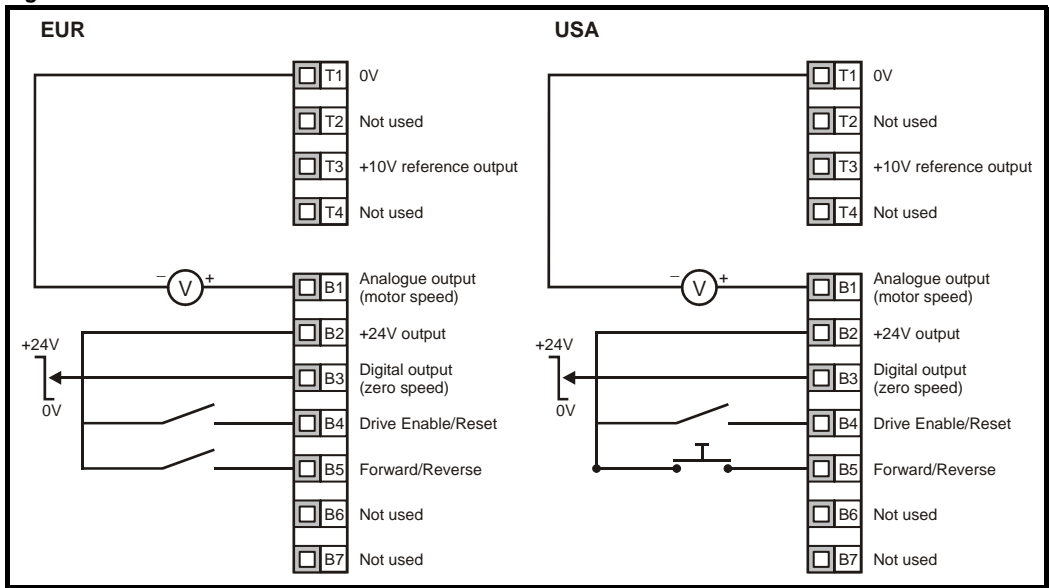 EUR
T1 0V
T2 Not used
T3 +10V reference output
T4 Not used
− V +
B1 Analogue output
(motor speed)
B2 +24V output
+24V
B3 Digital output
(zero speed)
0V
B4 Drive Enable/Reset
B5 Forward/Reverse
B6 Not used
B7 Not used
USA
T1 0V
T2 Not used
T3 +10V reference output
T4 Not used
− V +
B1 Analogue output
(motor speed)
B2 +24V output
+24V
B3 Digital output
(zero speed)
0V
B4 Drive Enable/Reset
B5 Forward/Reverse
B6 Not used
B7 Not used